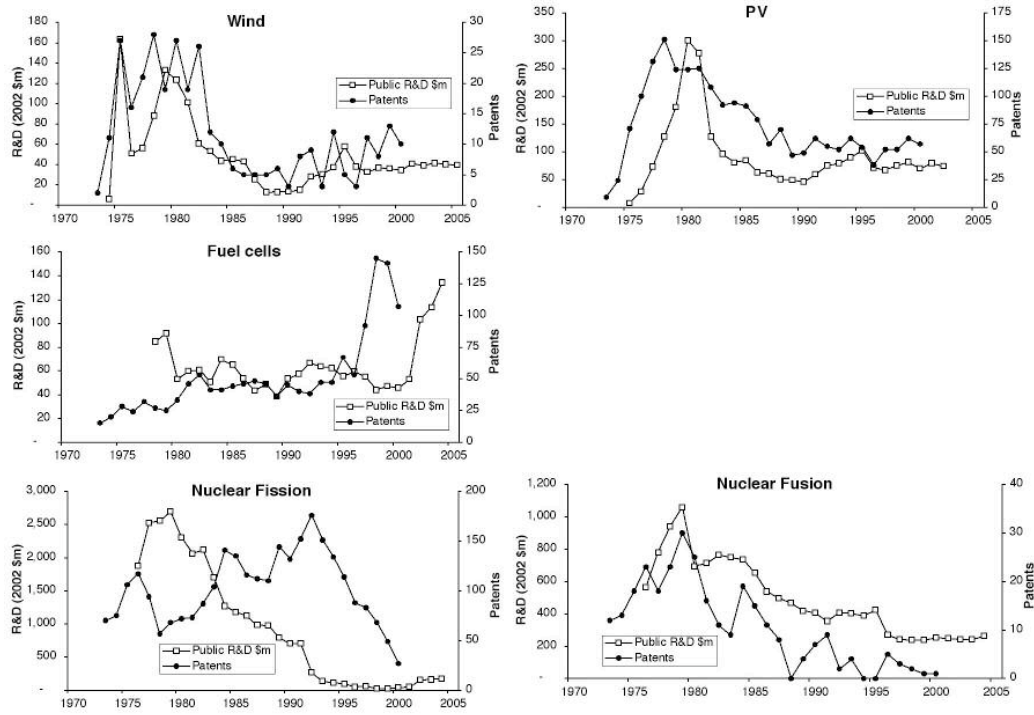 Wind
R&D (2002 $m)
180
160
140
120
100
80
60
40
20
-
30
25
20
15
10
5
0
Patents
Public R&D $m
Patents
1970 1975 1980 1985 1990 1995 2000 2005
PV
R&D (2002 $m)
350
300
250
200
150
100
50
-
175
150
125
100
75
50
25
0
Patents
Public R&D $m
Patents
1970 1975 1980 1985 1990 1995 2000 2005
Fuel cells
R&D (2002 $m)
160
140
120
100
80
60
40
20
-
150
125
100
75
50
25
0
Patents
Public R&D $m
Patents
1970 1975 1980 1985 1990 1995 2000 2005
Nuclear Fission
R&D (2002 $m)
3,000
2,500
2,000
1,500
1,000
500
-
200
150
100
50
0
Patents
Public R&D $m
Patents
1970 1975 1980 1985 1990 1995 2000 2005
Nuclear Fusion
R&D (2002 $m)
1,200
1,000
800
600
400
200
-
40
30
20
10
0
Patents
Public R&D $m
Patents
1970 1975 1980 1985 1990 1995 2000 2005